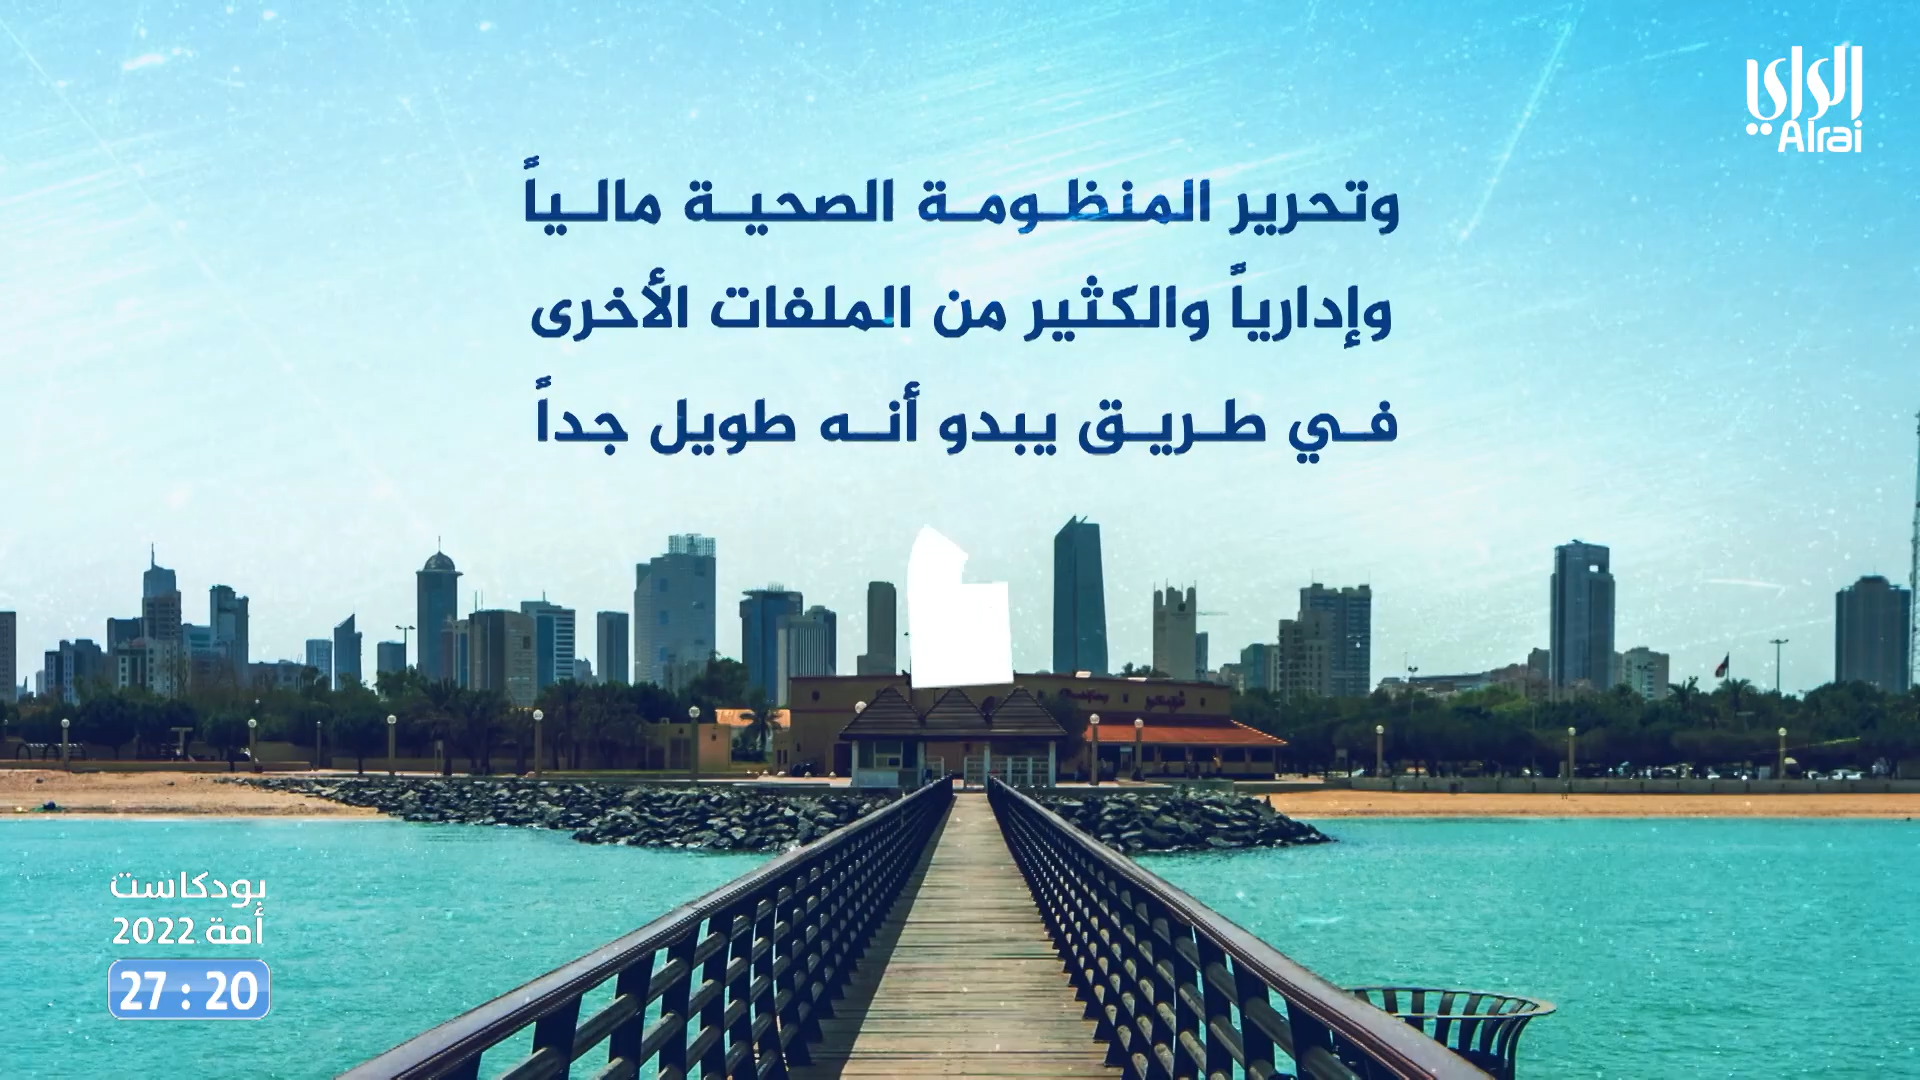 الراي
Alrai
وتحرير المنظومة الصحية مالياً
وإدارياً والكثير من الملفات الأخرى
في طريق يبدو أنه طويل جداً
بودكاست
أمة 2022
27 : 20